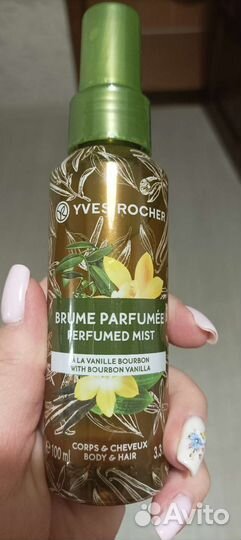 YVES ROCHER
BRUME PARFUMÉE
PERFUMED MIST
À LA VANILLE BOURBON
WITH BOURBON VANILLA
CORPS & CHEVEUX
BODY & HAIR
100 ml
3.3
Avito